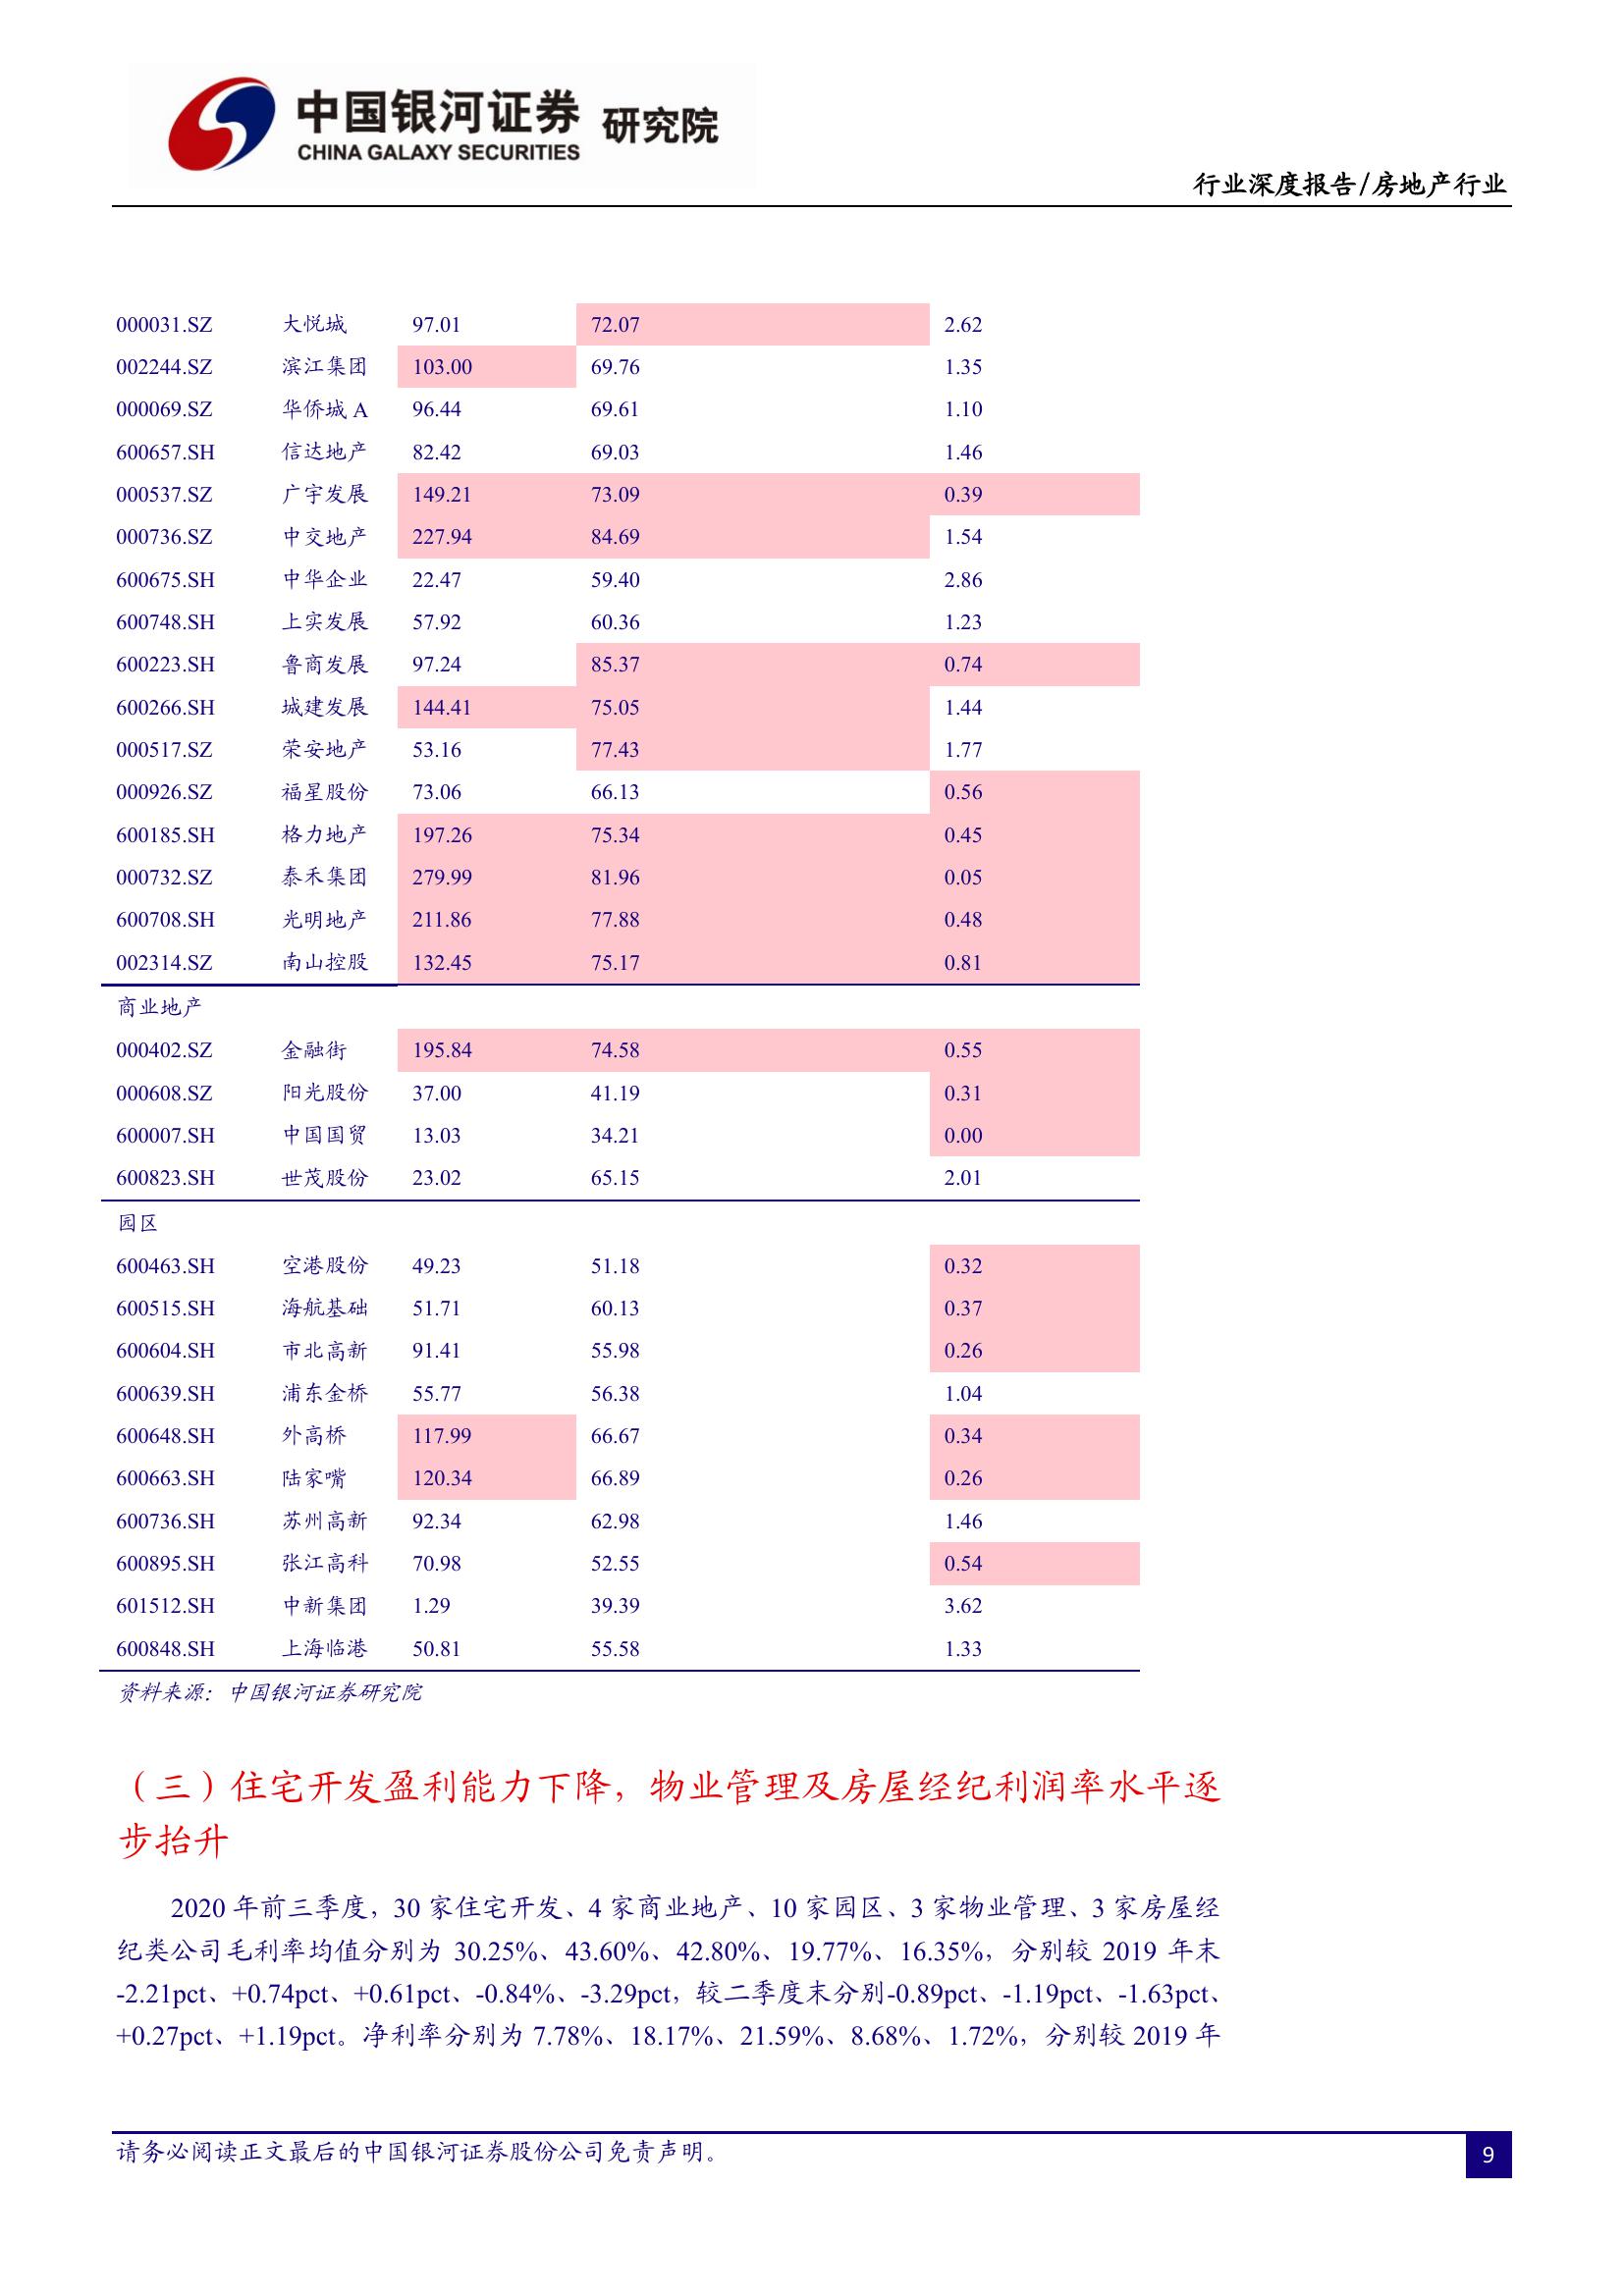 中国银河证券 研究院
CHINA GALAXY SECURITIES
行业深度报告/房地产行业
000031.SZ 大悦城 97.01 72.07 2.62
002244.SZ 滨江集团 103.00 69.76 1.35
000069.SZ 华侨城 A 96.44 69.61 1.10
600657.SH 信达地产 82.42 69.03 1.46
000537.SZ 广宇发展 149.21 73.09 0.39
000736.SZ 中交地产 227.94 84.69 1.54
600675.SH 中华企业 22.47 59.40 2.86
600748.SH 上实发展 57.92 60.36 1.23
600223.SH 鲁商发展 97.24 85.37 0.74
600266.SH 城建发展 144.41 75.05 1.44
000517.SZ 荣安地产 53.16 77.43 1.77
000926.SZ 福星股份 73.06 66.13 0.56
600185.SH 格力地产 197.26 75.34 0.45
000732.SZ 泰禾集团 279.99 81.96 0.05
600708.SH 光明地产 211.86 77.88 0.48
002314.SZ 南山控股 132.45 75.17 0.81
商业地产
000402.SZ 金融街 195.84 74.58 0.55
000608.SZ 阳光股份 37.00 41.19 0.31
600007.SH 中国国贸 13.03 34.21 0.00
600823.SH 世茂股份 23.02 65.15 2.01
园区
600463.SH 空港股份 49.23 51.18 0.32
600515.SH 海航基础 51.71 60.13 0.37
600604.SH 市北高新 91.41 55.98 0.26
600639.SH 浦东金桥 55.77 56.38 1.04
600648.SH 外高桥 117.99 66.67 0.34
600663.SH 陆家嘴 120.34 66.89 0.26
600736.SH 苏州高新 92.34 62.98 1.46
600895.SH 张江高科 70.98 52.55 0.54
601512.SH 中新集团 1.29 39.39 3.62
600848.SH 上海临港 50.81 55.58 1.33
资料来源：中国银河证券研究院
（三）住宅开发盈利能力下降，物业管理及房屋经纪利润率水平逐
步抬升
2020 年前三季度，30 家住宅开发、4 家商业地产、10 家园区、3 家物业管理、3 家房屋经
纪类公司毛利率均值分别为 30.25%、43.60%、42.80%、19.77%、16.35%，分别较 2019 年末
-2.21pct、+0.74pct、+0.61pct、-0.84%、-3.29pct，较二季度末分别-0.89pct、-1.19pct、-1.63pct、
+0.27pct、+1.19pct。净利率分别为 7.78%、18.17%、21.59%、8.68%、1.72%，分别较 2019 年
请务必阅读正文最后的中国银河证券股份公司免责声明。
9